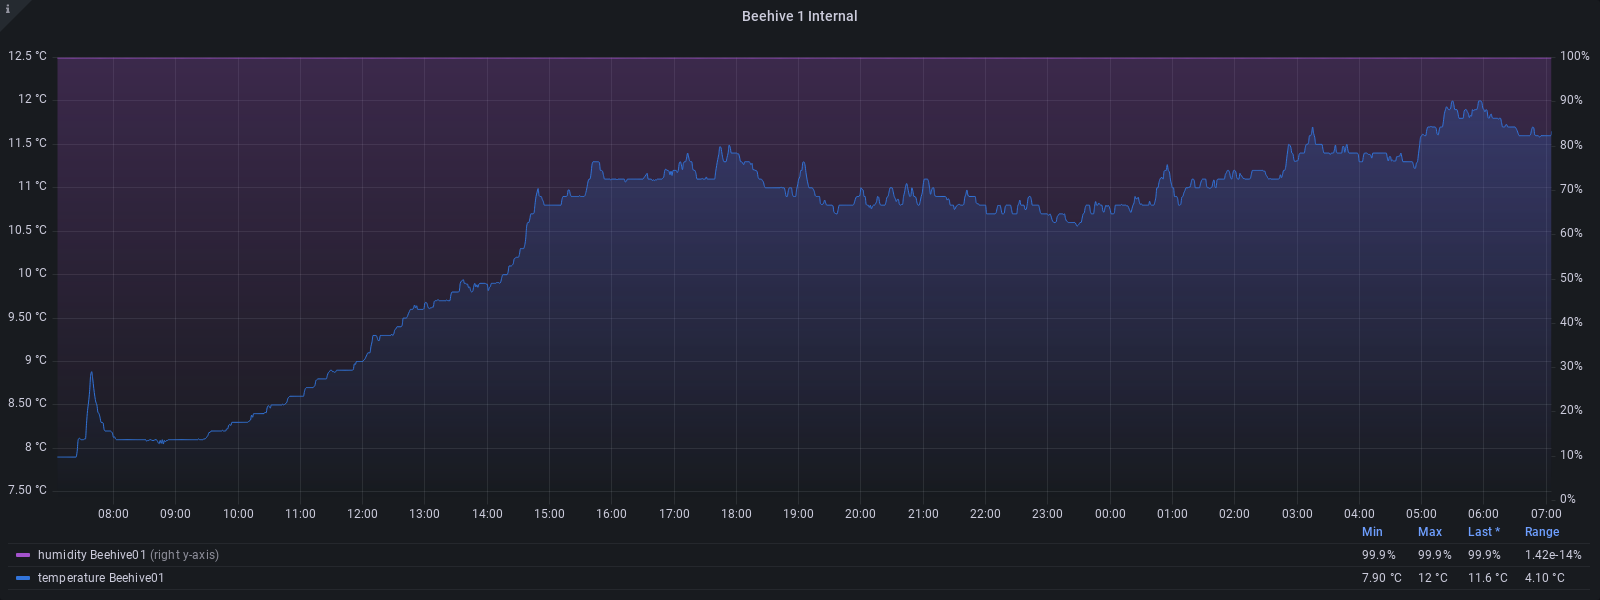 i
Beehive 1 Internal
12.5 °C 100%
12 °C 90%
11.5 °C 80%
11 °C 70%
10.5 °C 60%
10 °C 50%
9.50 °C 40%
9 °C 30%
8.50 °C 20%
8 °C 10%
7.50 °C 0%
08:00 09:00 10:00 11:00 12:00 13:00 14:00 15:00 16:00 17:00 18:00 19:00 20:00 21:00 22:00 23:00 00:00 01:00 02:00 03:00 04:00 05:00 06:00 07:00
Min Max Last * Range
humidity Beehive01 (right y-axis) 99.9% 99.9% 99.9% 1.42e-14%
temperature Beehive01 7.90 °C 12 °C 11.6 °C 4.10 °C